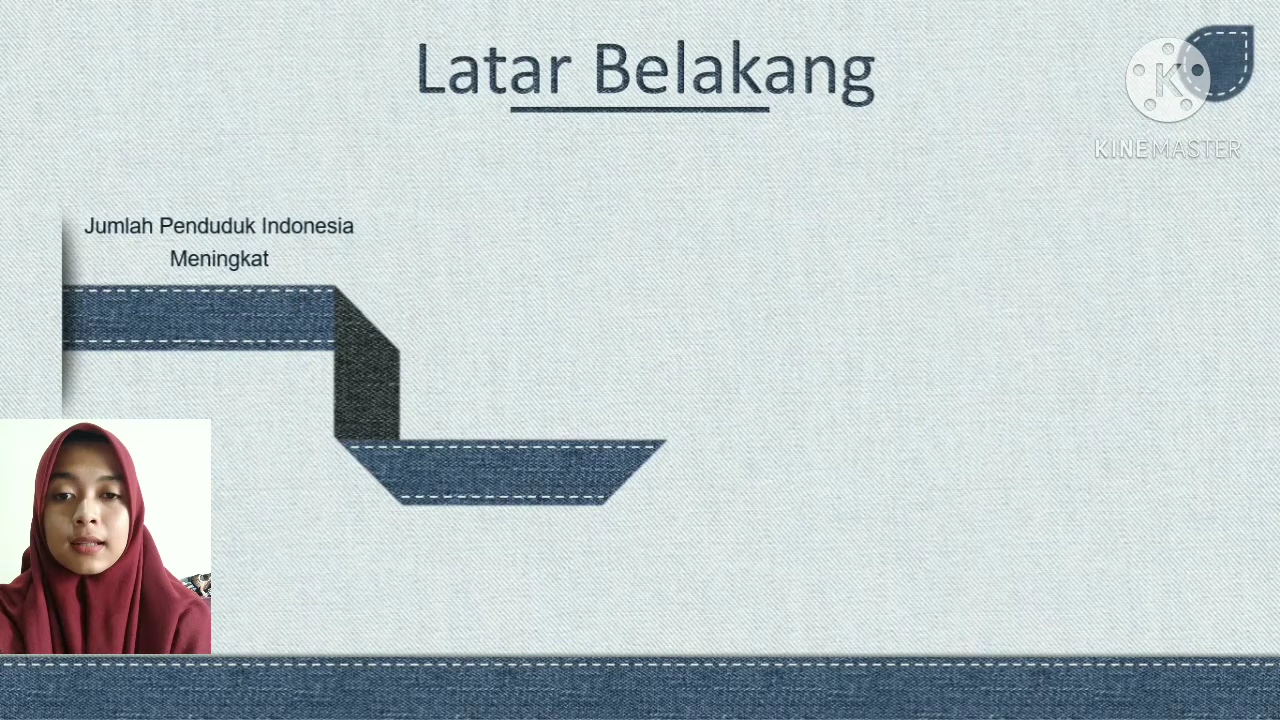 Latar Belakang
K
KINEMASTER
Jumlah Penduduk Indonesia
Meningkat